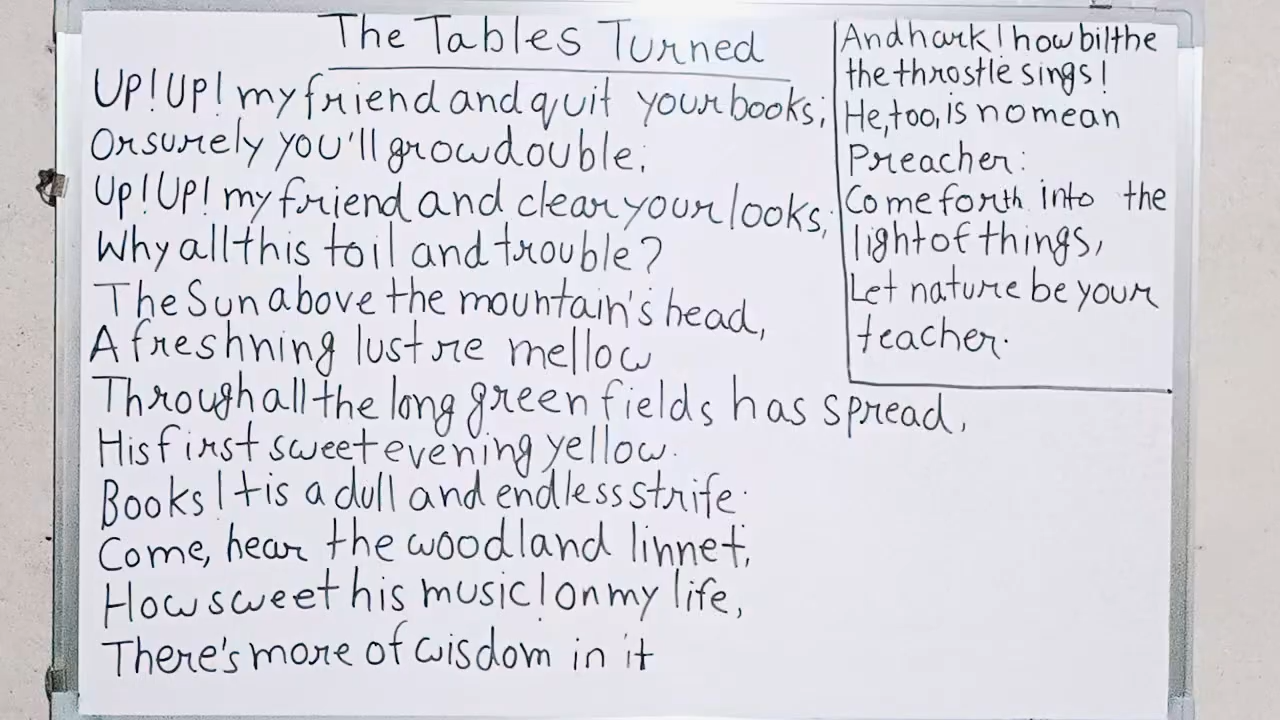 The Tables Turned
Up! Up! my friend and quit your books;
Or surely you'll grow double;
Up! Up! my friend and clear your looks;
Why all this toil and trouble?
The Sun above the mountain's head,
A freshning lustre mellow
Through all the long green fields has spread,
His first sweet evening yellow.
Books! tis a dull and endless strife.
Come, hear the woodland linnet,
How sweet his music! on my life,
There's more of wisdom in it
And hark! how bilthe
the throstle sings!
He, too, is no mean
Preacher:
Come forth into the
light of things,
Let nature be your
teacher.